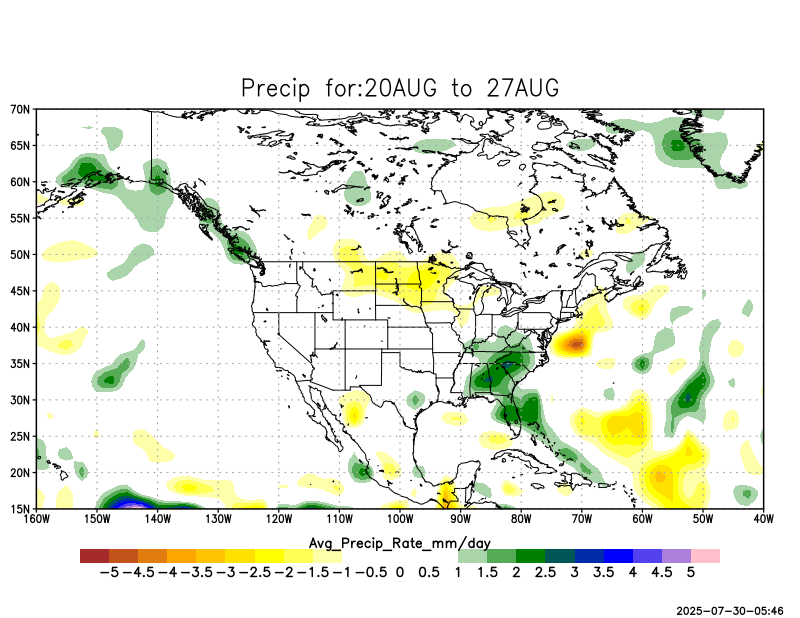 Precip for:20AUG to 27AUG
70N
65N
60N
55N
50N
45N
40N
35N
30N
25N
20N
15N
160W 150W 140W 130W 120W 110W 100W 90W 80W 70W 60W 50W 40W
Avg_Precip_Rate_mm/day
-5 -4.5 -4 -3.5 -3 -2.5 -2 -1.5 -1 -0.5 0 0.5 1 1.5 2 2.5 3 3.5 4 4.5 5
2025-07-30-05:46